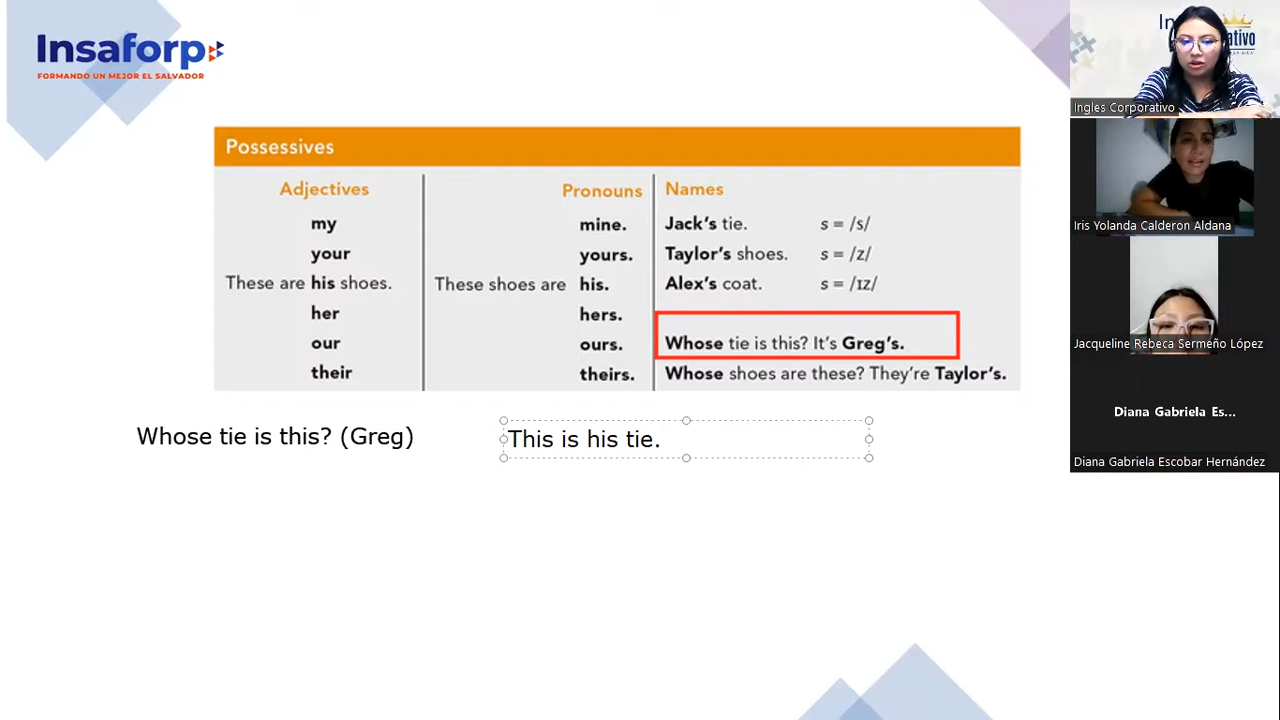 Insaforp
FORMANDO UN MEJOR EL SALVADOR
Possessives
Adjectives
my
your
These are his shoes.
her
our
their
Pronouns
mine.
yours.
These shoes are his.
hers.
ours.
theirs.
Names
Jack's tie. s = /s/
Taylor's shoes. s = /z/
Alex's coat. s = /ɪz/
Whose tie is this? It's Greg's.
Whose shoes are these? They're Taylor's.
Whose tie is this? (Greg)
This is his tie.
Ingles Corporativo
Iris Yolanda Calderon Aldana
Jacqueline Rebeca Sermeño López
Diana Gabriela Es...
Diana Gabriela Escobar Hernández